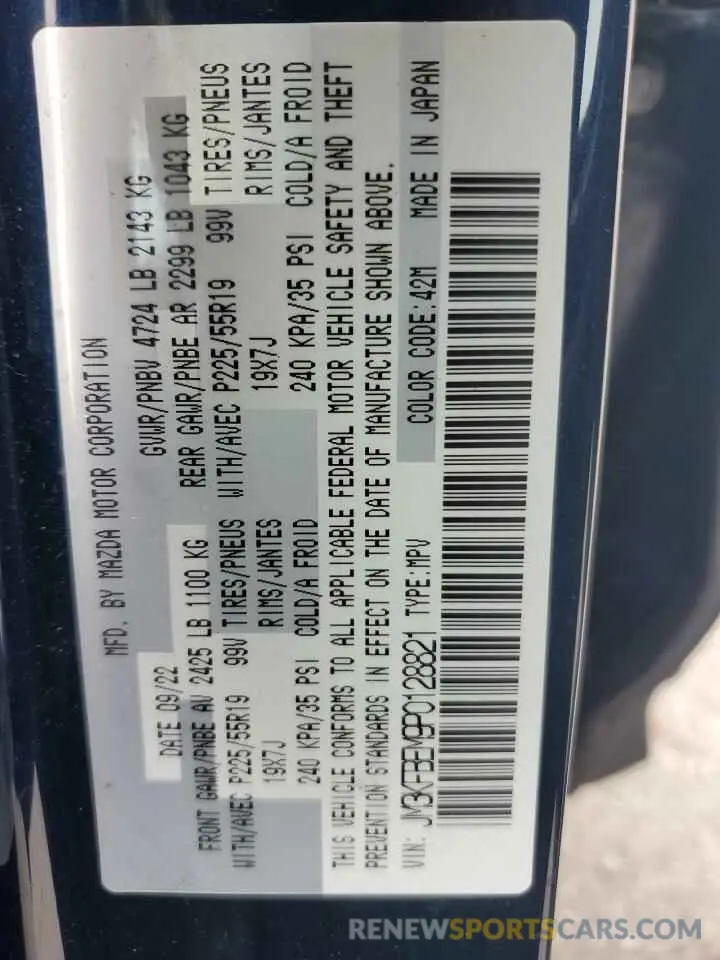 MFD. BY MAZDA MOTOR CORPORATION
DATE 09/22 GVWR/PNBV 4724 LB 2143 KG
FRONT GAWR/PNBE AV 2425 LB 1100 KG REAR GAWR/PNBE AR 2299 LB 1043 KG
WITH/AVEC P225/55R19 99V TIRES/PNEUS WITH/AVEC P225/55R19 99V TIRES/PNEUS
19X7J RIMS/JANTES 19X7J RIMS/JANTES
240 KPA/35 PSI COLD/A FROID 240 KPA/35 PSI COLD/A FROID
THIS VEHICLE CONFORMS TO ALL APPLICABLE FEDERAL MOTOR VEHICLE SAFETY AND THEFT
PREVENTION STANDARDS IN EFFECT ON THE DATE OF MANUFACTURE SHOWN ABOVE.
VIN: JM3KFBEM9P0128821 TYPE:MPV COLOR CODE:42M MADE IN JAPAN
RENEWSPORTSCARS.COM